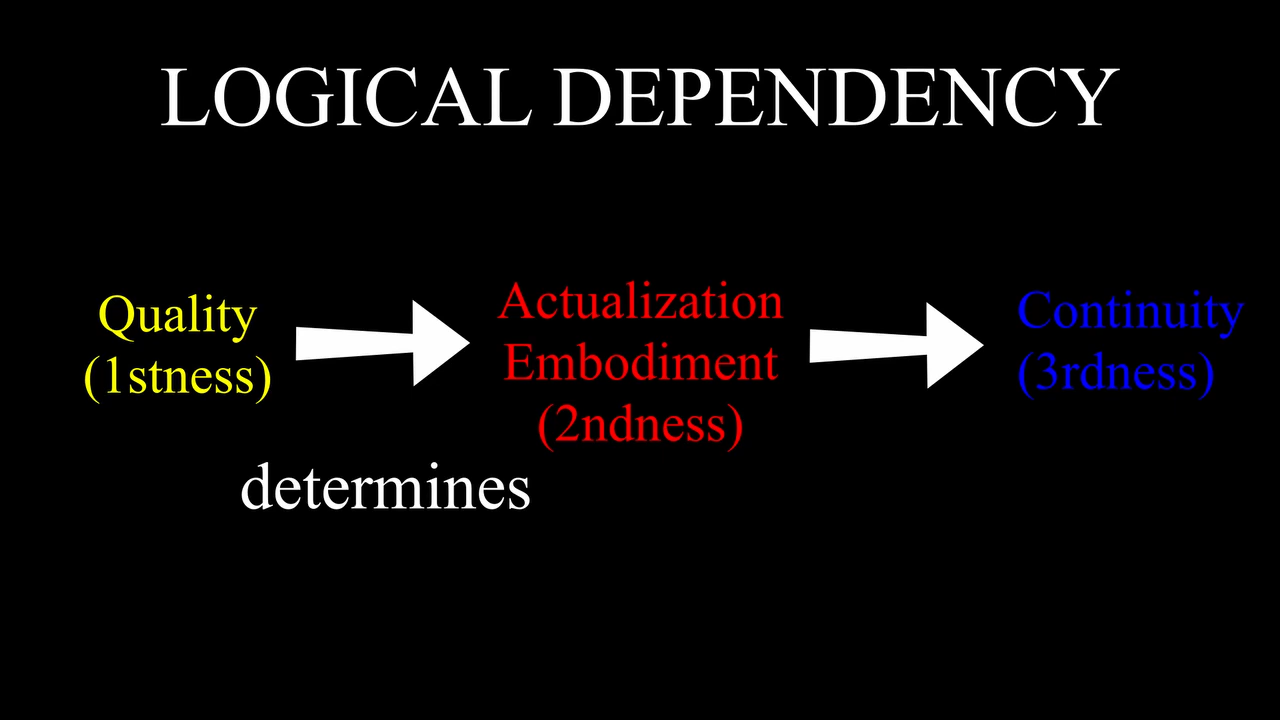 LOGICAL DEPENDENCY
Quality
(1stness)
Actualization
Embodiment
(2ndness)
Continuity
(3rdness)
determines